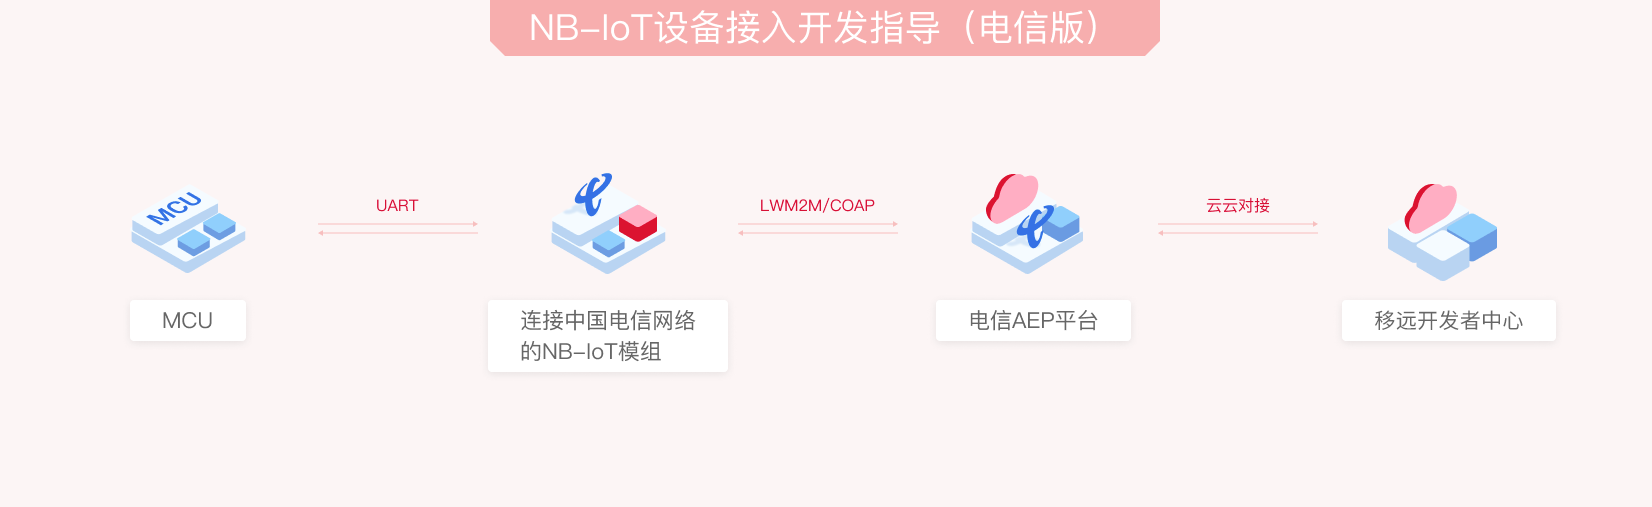 NB-IoT设备接入开发指导（电信版）
MCU
UART
LWM2M/COAP
云云对接
MCU
连接中国电信网络
的NB-IoT模组
电信AEP平台
移远开发者中心